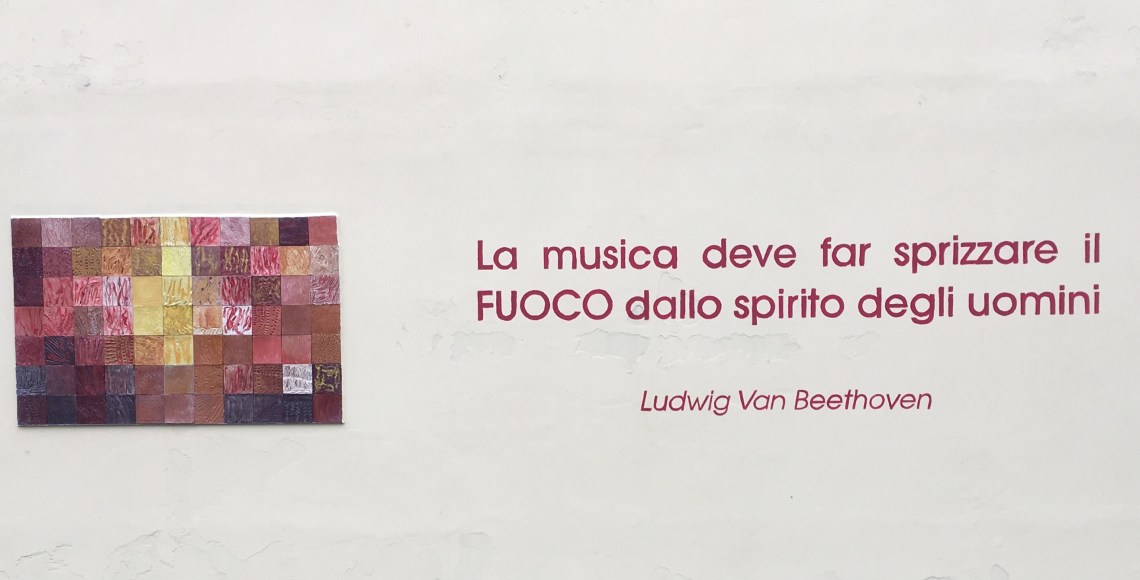 La musica deve far sprizzare il
FUOCO dallo spirito degli uomini
Ludwig Van Beethoven